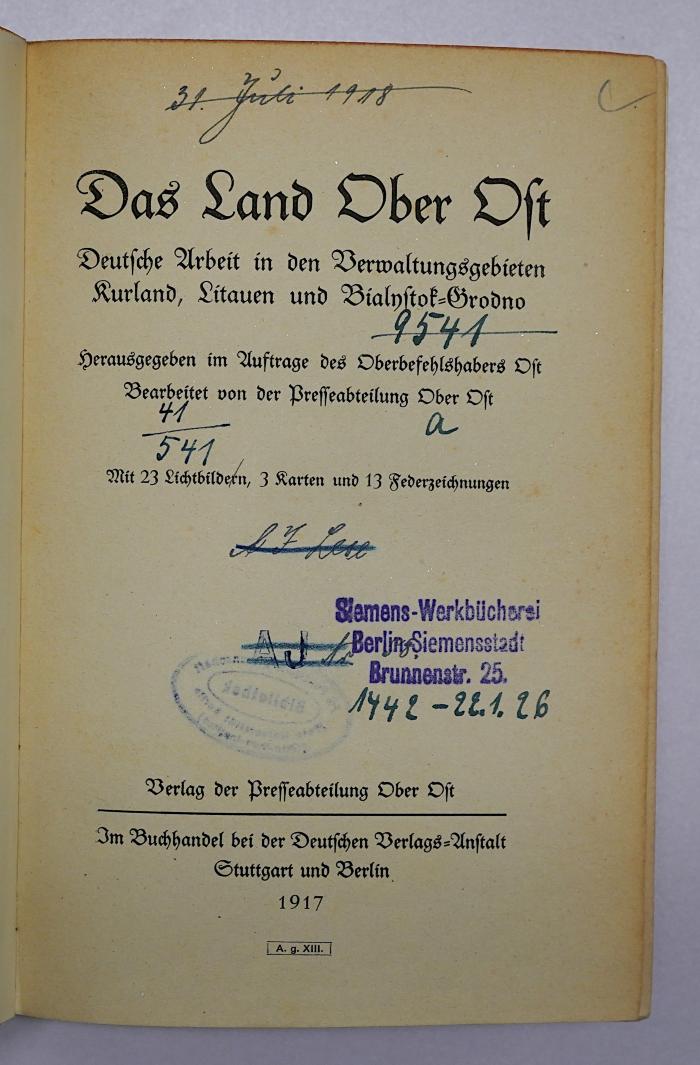 31. Juli 1918
Das Land Ober Ost
Deutsche Arbeit in den Verwaltungsgebieten
Kurland, Litauen und Bialystok-Grodno
9541
Herausgegeben im Auftrage des Oberbefehlshabers Ost
Bearbeitet von der Presseabteilung Ober Ost
41
541
a
Mit 23 Lichtbildern, 3 Karten und 13 Federzeichnungen
Siemens-Werkbücherei
AJ
Berlin-Siemensstadt
Brunnenstr. 25.
Bibliothek
1442 - 22.1.26
Verlag der Presseabteilung Ober Ost
Im Buchhandel bei der Deutschen Verlags-Anstalt
Stuttgart und Berlin
1917
A. g. XIII.